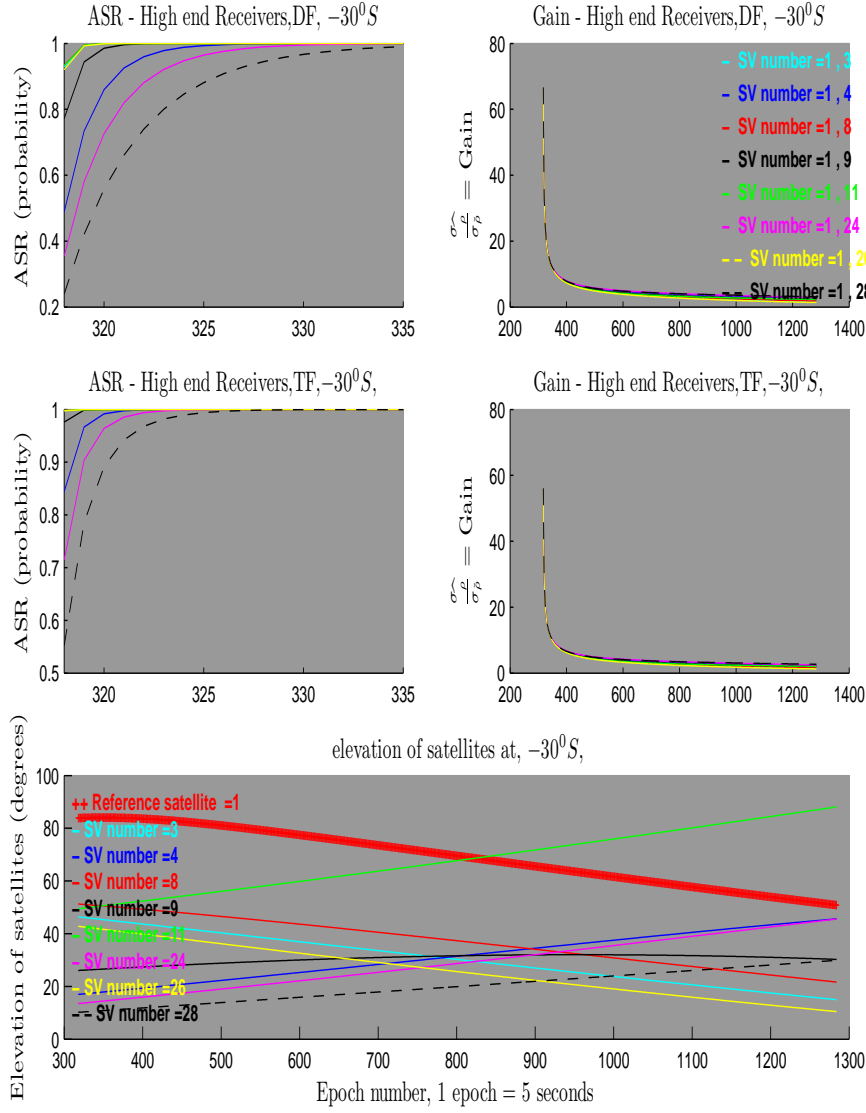 ASR - High end Receivers,DF, −30⁰S
ASR (probability)
1
0.8
0.6
0.4
0.2
320
325
330
335
Gain - High end Receivers,DF, −30⁰S
σρ̂ / σρ̌ = Gain
80
60
40
20
0
200
400
600
800
1000
1200
1400
– SV number =1 , 3
– SV number =1 , 4
– SV number =1 , 8
– SV number =1 , 9
– SV number =1 , 11
– SV number =1 , 24
– – SV number =1 , 26
– – SV number =1 , 28
ASR - High end Receivers,TF,−30⁰S,
ASR (probability)
1
0.9
0.8
0.7
0.6
0.5
320
325
330
335
Gain - High end Receivers,TF,−30⁰S,
σρ̂ / σρ̌ = Gain
80
60
40
20
0
200
400
600
800
1000
1200
1400
elevation of satellites at, −30⁰S,
Elevation of satellites (degrees)
100
80
60
40
20
0
++ Reference satellite =1
– SV number =3
– SV number =4
– SV number =8
– SV number =9
– SV number =11
– SV number =24
– SV number =26
– – SV number =28
300
400
500
600
700
800
900
1000
1100
1200
1300
Epoch number, 1 epoch = 5 seconds